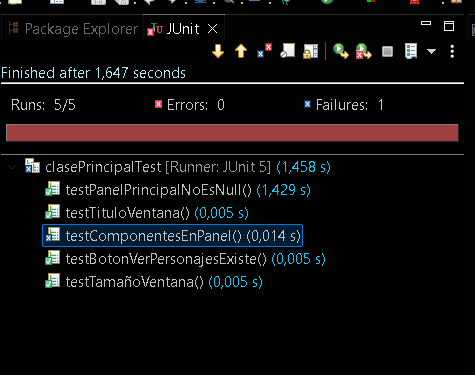 Package Explorer JUnit
Finished after 1,647 seconds
Runs: 5/5 Errors: 0 Failures: 1
clasePrincipalTest [Runner: JUnit 5] (1,458 s)
testPanelPrincipalNoEsNull() (1,429 s)
testTituloVentana() (0,005 s)
testComponentesEnPanel() (0,014 s)
testBotonVerPersonajesExiste() (0,005 s)
testTamañoVentana() (0,005 s)